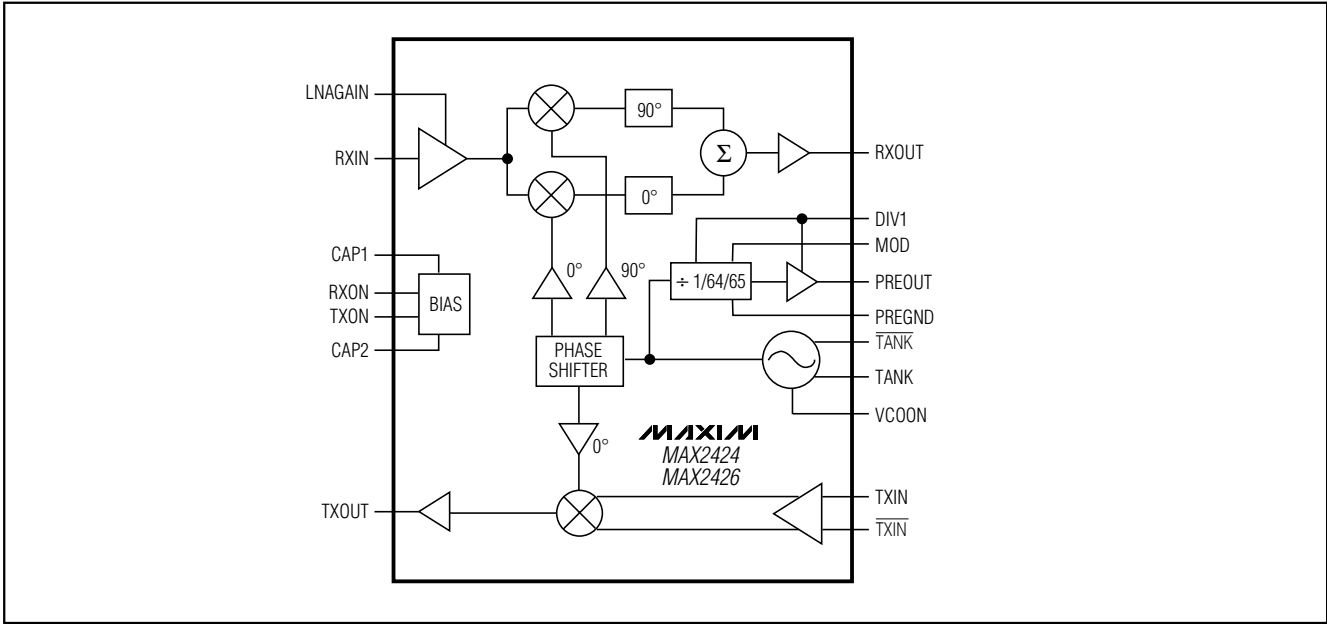 LNAGAIN
RXIN
90°
0°
Σ
RXOUT
CAP1
RXON
TXON
CAP2
BIAS
0°
90°
÷ 1/64/65
DIV1
MOD
PREOUT
PREGND
TANK
TANK
VCOON
PHASE
SHIFTER
0°
MAXIM
MAX2424
MAX2426
TXOUT
TXIN
TXIN